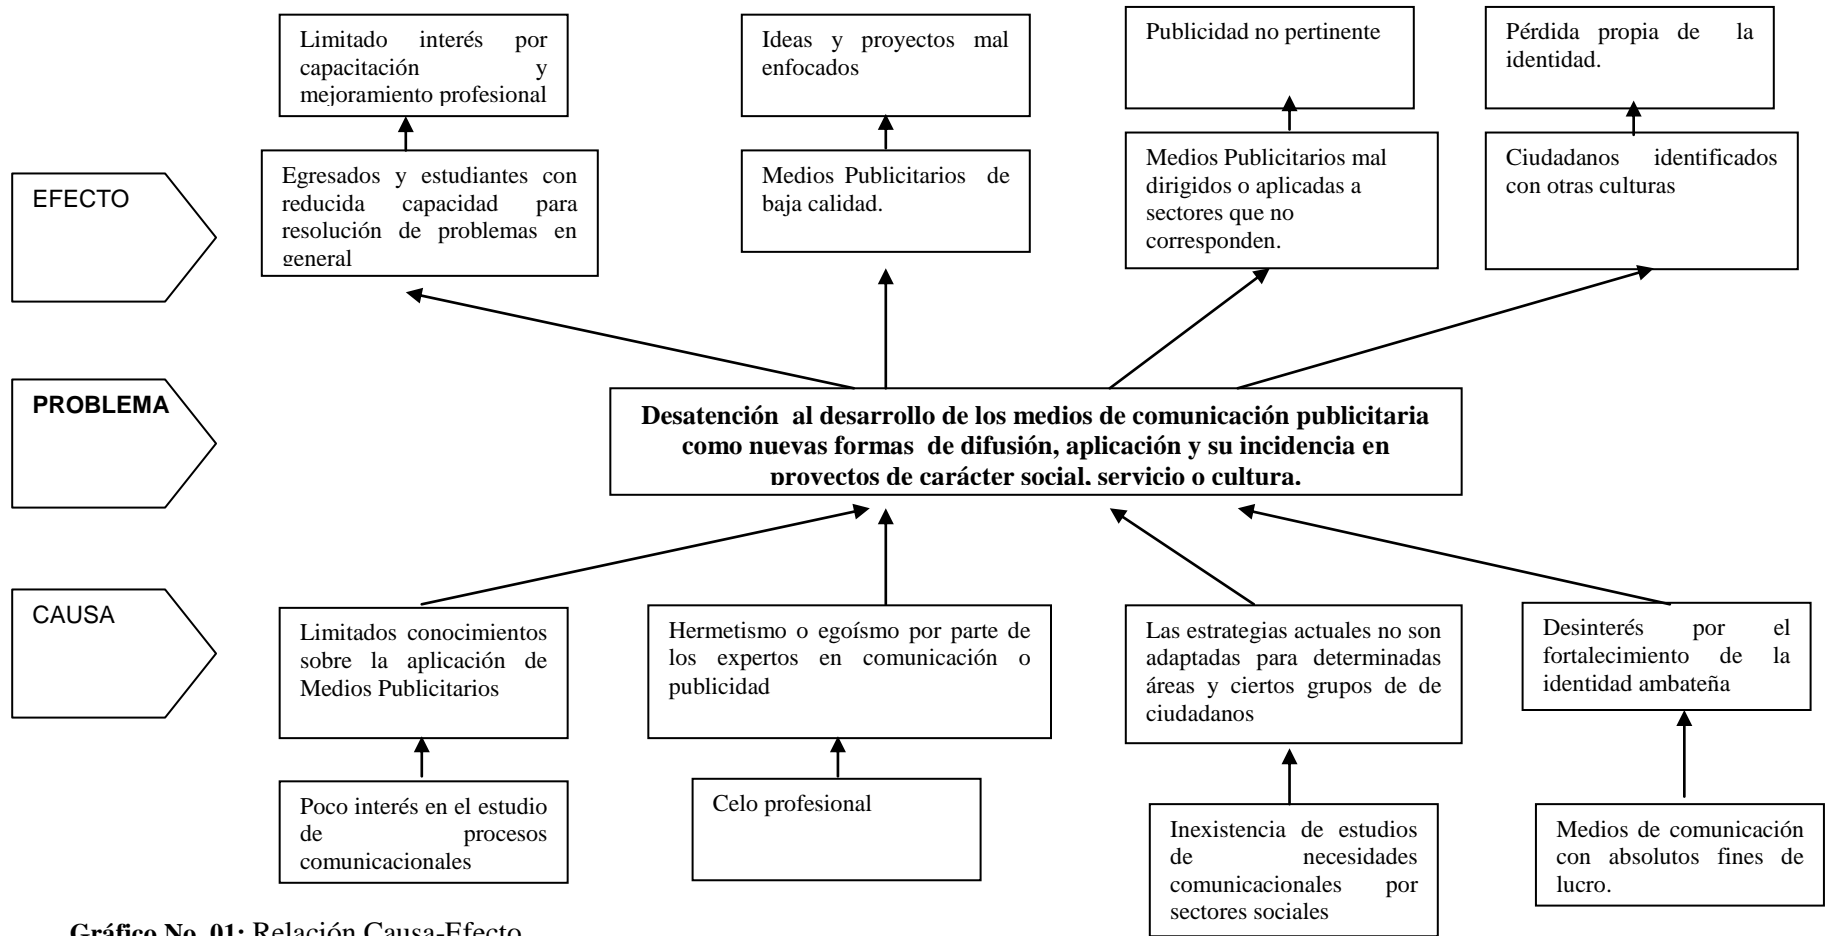 Limitado interés por
capacitación y
mejoramiento profesional
Ideas y proyectos mal
enfocados
Publicidad no pertinente
Pérdida propia de la
identidad.
EFECTO
Egresados y estudiantes con
reducida capacidad para
resolución de problemas en
general
Medios Publicitarios de
baja calidad.
Medios Publicitarios mal
dirigidos o aplicadas a
sectores que no
corresponden.
Ciudadanos identificados
con otras culturas
PROBLEMA
Desatención al desarrollo de los medios de comunicación publicitaria
como nuevas formas de difusión, aplicación y su incidencia en
proyectos de carácter social, servicio o cultura.
CAUSA
Limitados conocimientos
sobre la aplicación de
Medios Publicitarios
Hermetismo o egoísmo por parte de
los expertos en comunicación o
publicidad
Las estrategias actuales no son
adaptadas para determinadas
áreas y ciertos grupos de de
ciudadanos
Desinterés por el
fortalecimiento de la
identidad ambateña
Poco interés en el estudio
de procesos
comunicacionales
Celo profesional
Inexistencia de estudios
de necesidades
comunicacionales por
sectores sociales
Medios de comunicación
con absolutos fines de
lucro.
Gráfico No. 01: Relación Causa-Efecto